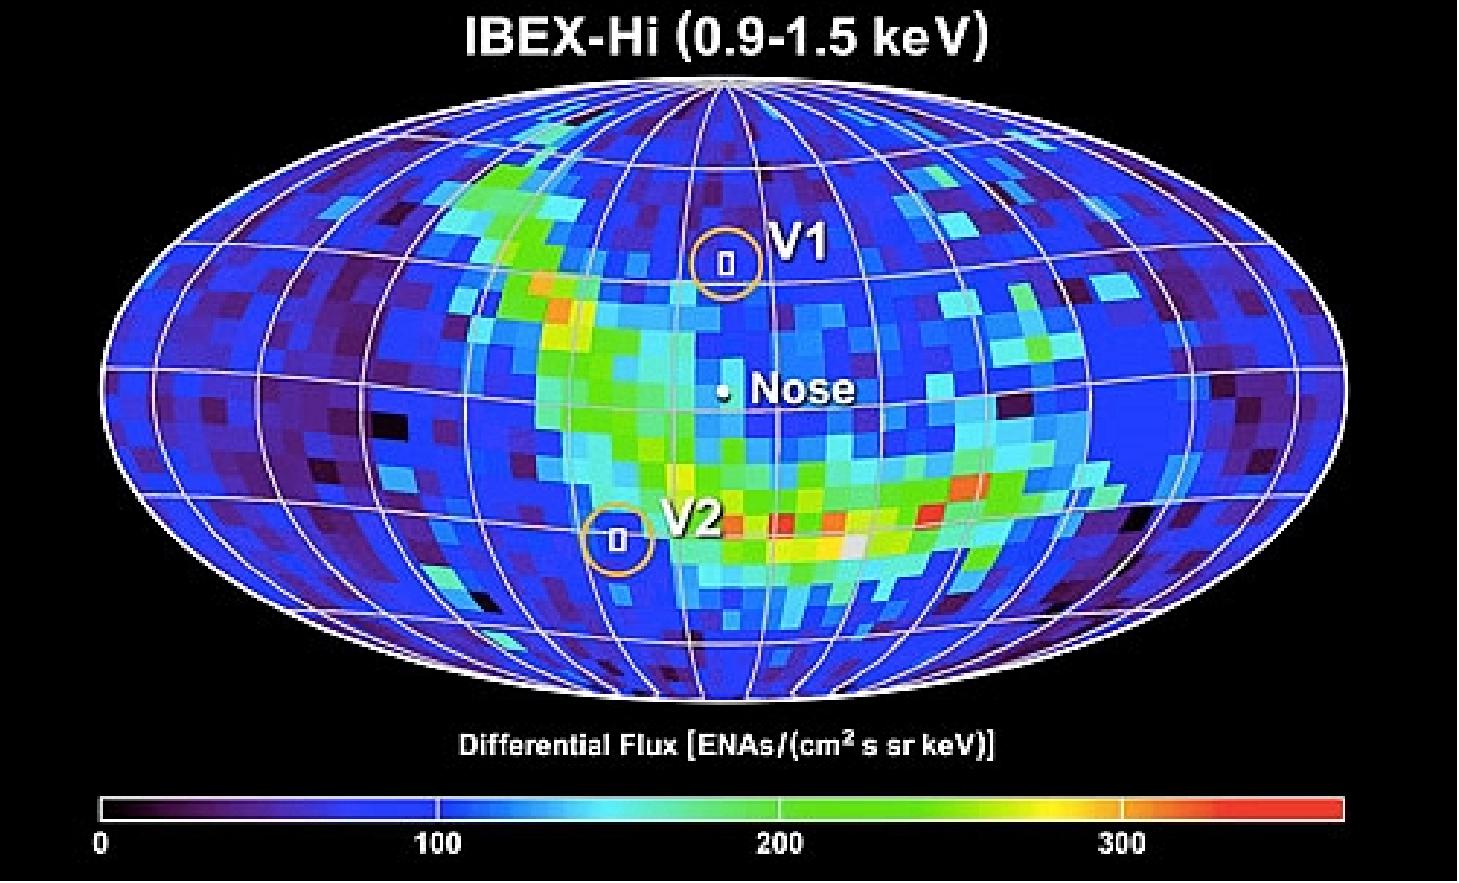 IBEX-Hi (0.9-1.5 keV)
V1
Nose
V2
Differential Flux [ENAs/(cm² s sr keV)]
0 100 200 300